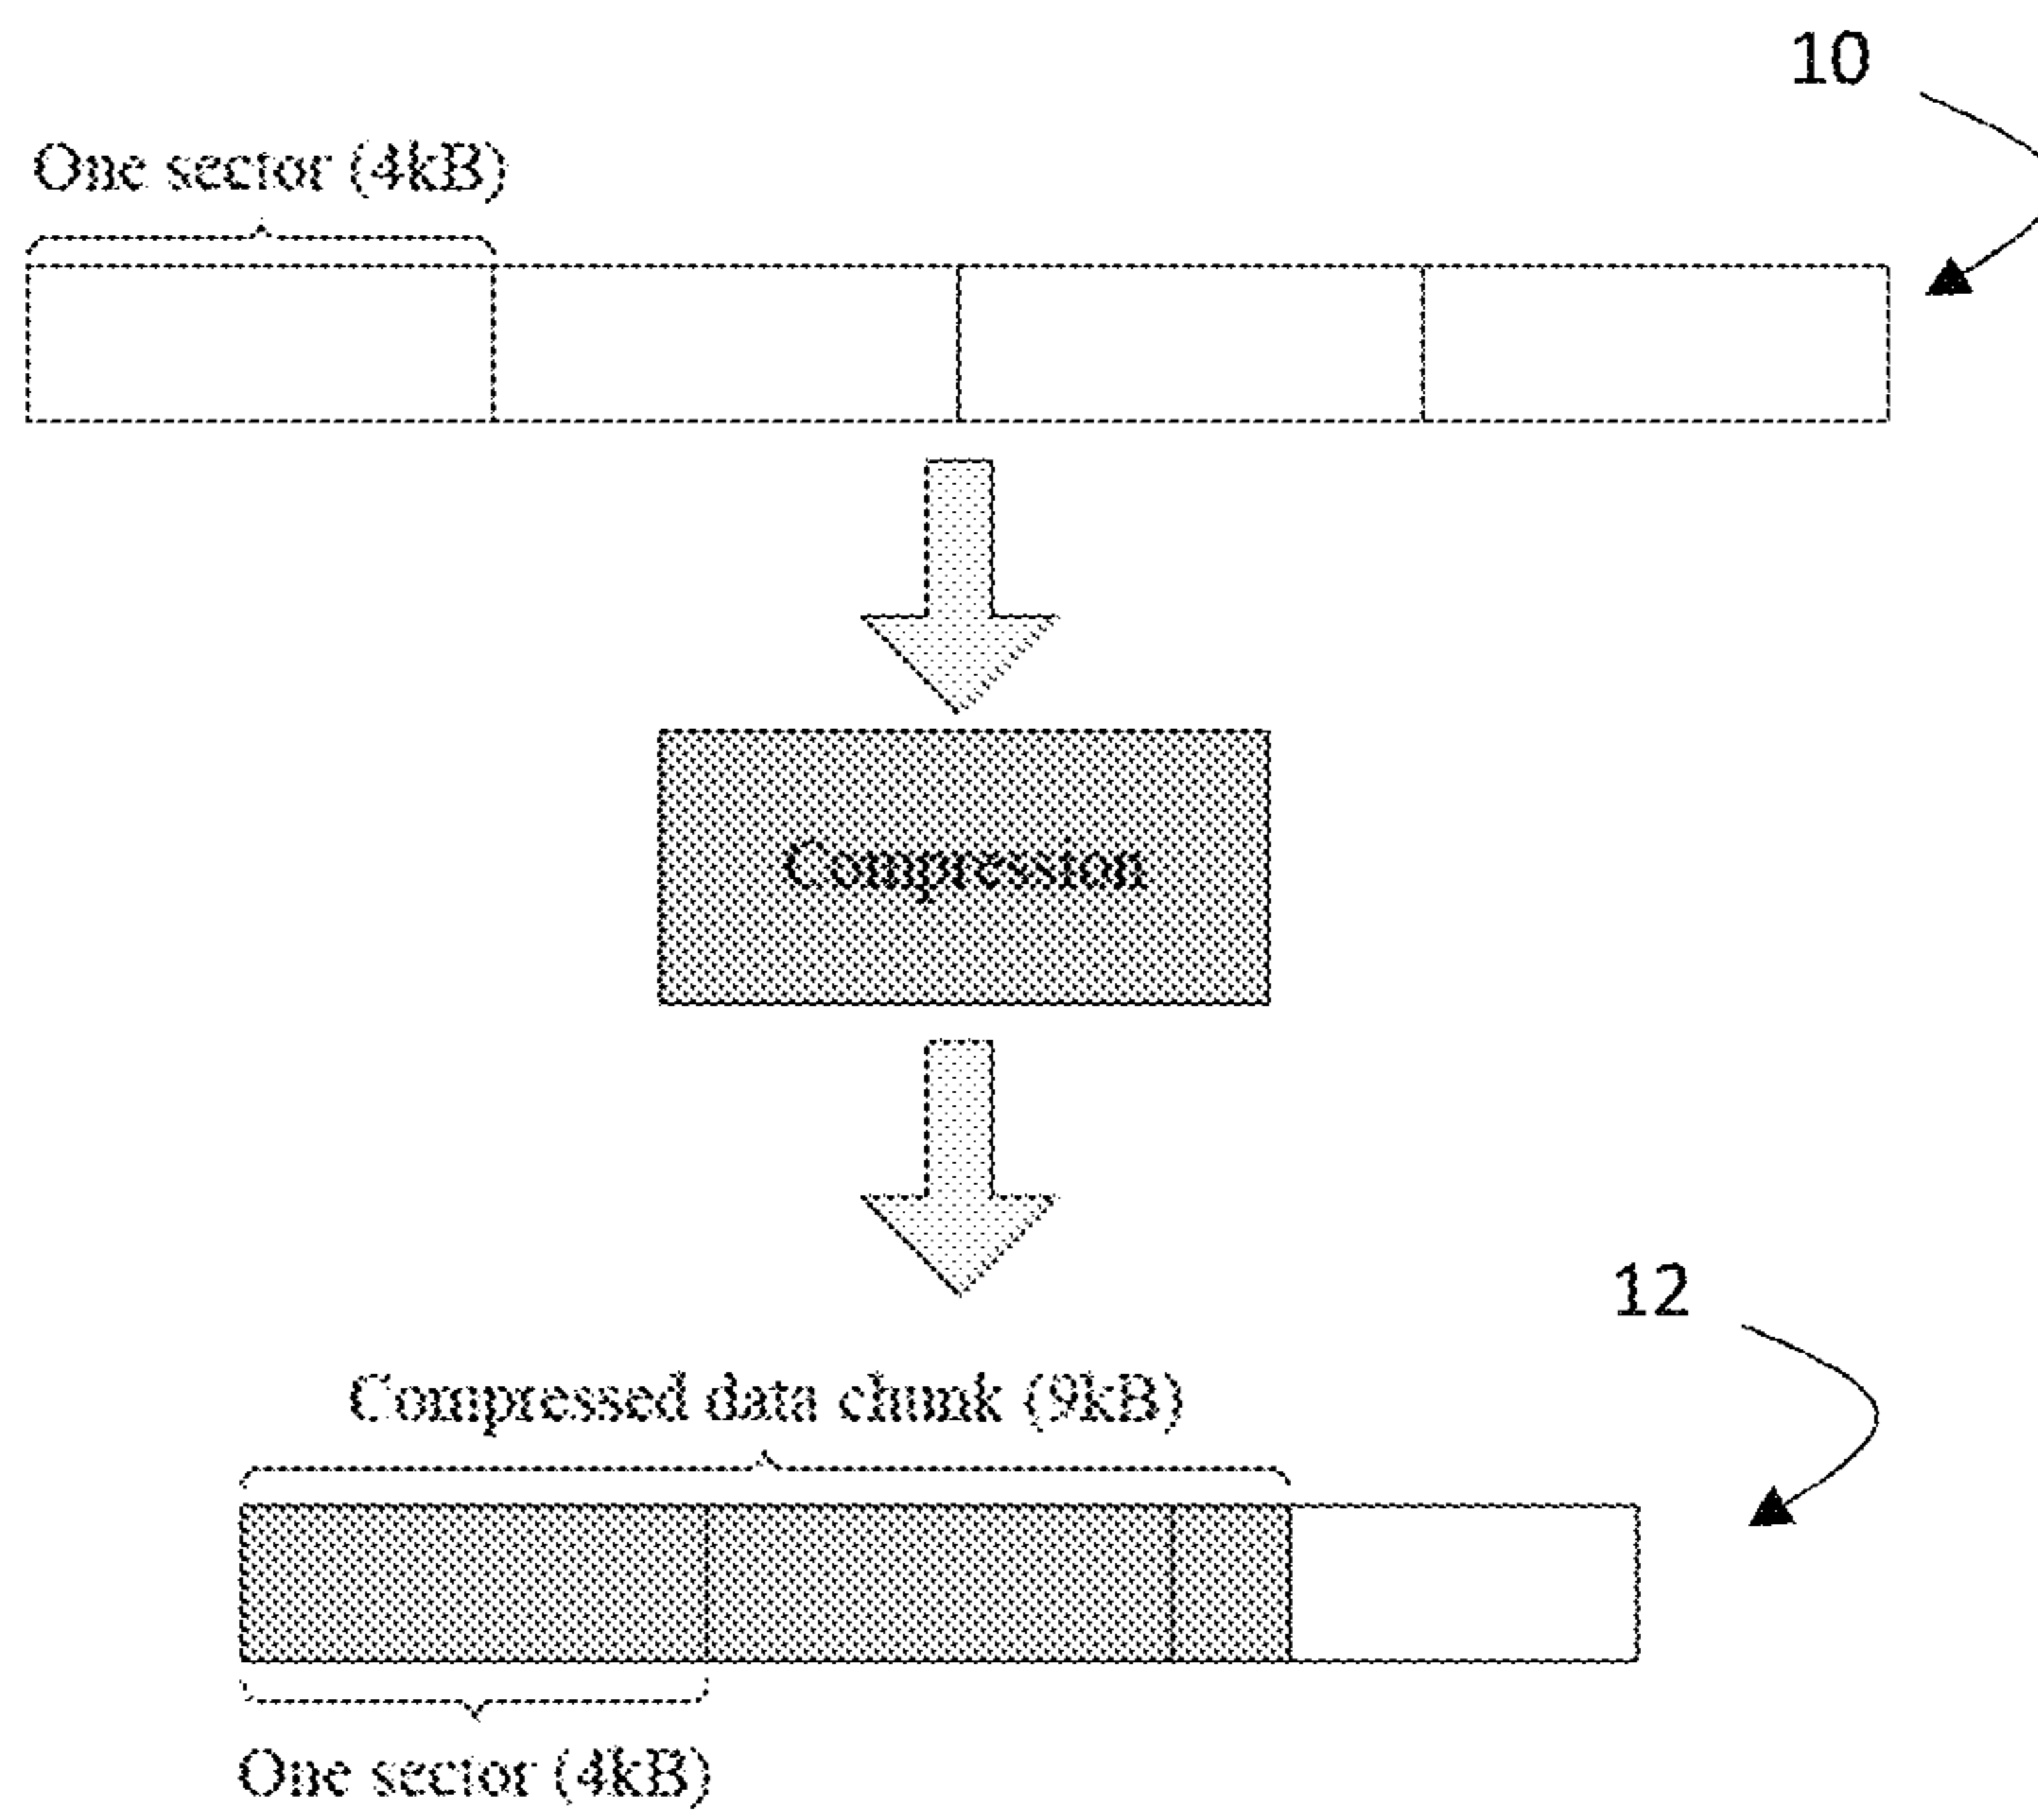 10
One sector (4kB)
Compression
12
Compressed data chunk (9kB)
One sector (4kB)